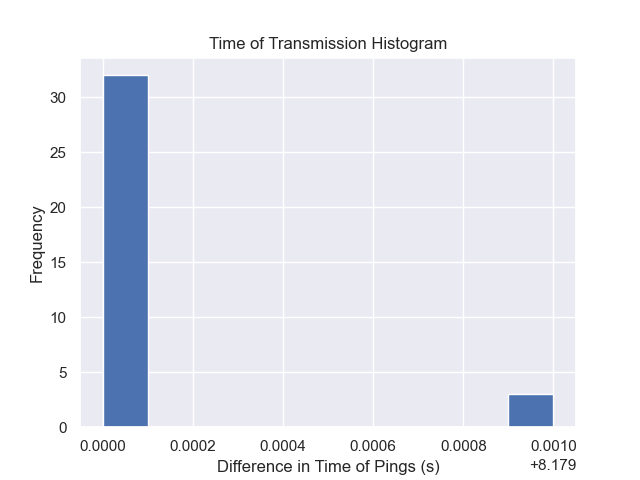 Time of Transmission Histogram
30
25
20
15
10
5
0
Frequency
0.0000 0.0002 0.0004 0.0006 0.0008 0.0010
+8.179
Difference in Time of Pings (s)